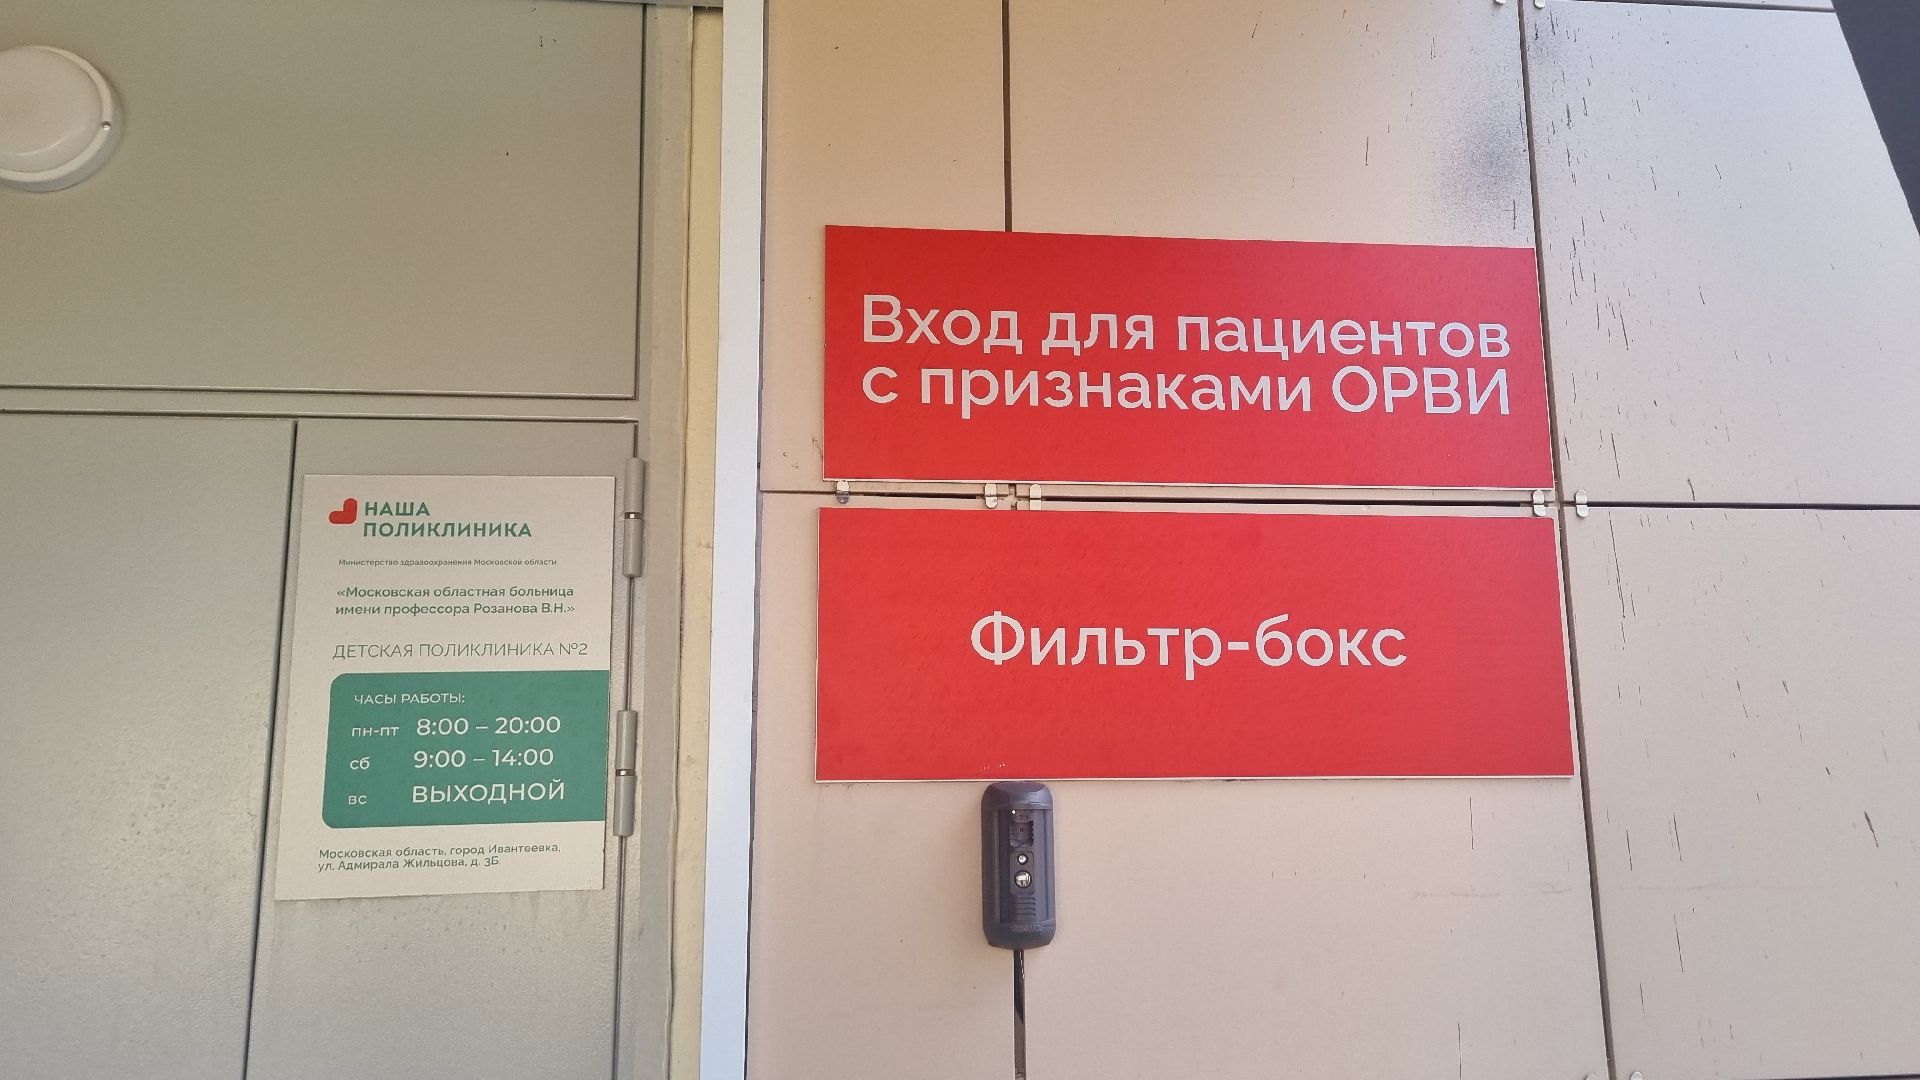 НАША
ПОЛИКЛИНИКА
Министерство здравоохранения Московской области
«Московская областная больница
имени профессора Розанова В.Н.»
ДЕТСКАЯ ПОЛИКЛИНИКА №2
ЧАСЫ РАБОТЫ:
пн-пт 8:00 – 20:00
сб 9:00 – 14:00
вс ВЫХОДНОЙ
Московская область, город Ивантеевка,
ул. Адмирала Жильцова, д. 3Б
Вход для пациентов
с признаками ОРВИ
Фильтр-бокс